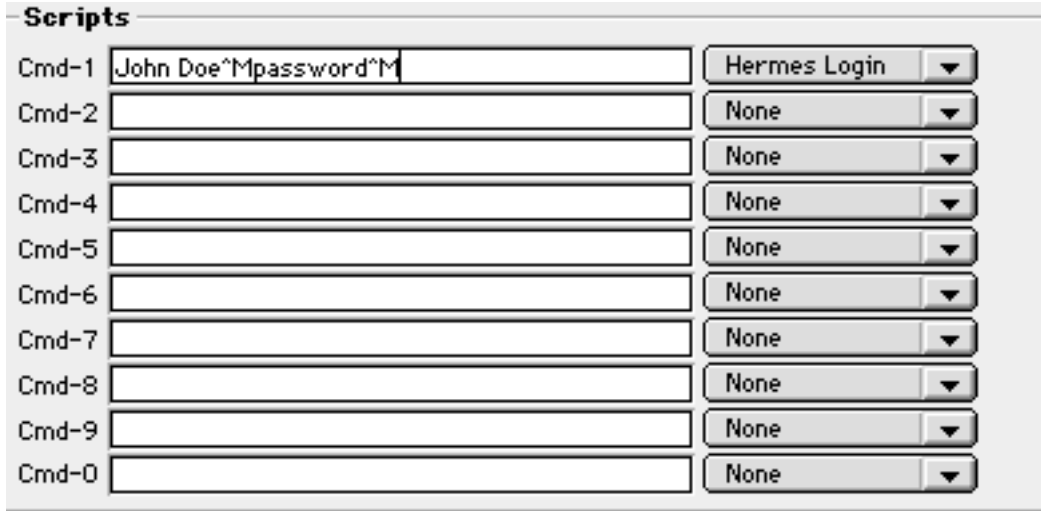 Scripts
Cmd-1 John Doe^Mpassword^M Hermes Login
Cmd-2 None
Cmd-3 None
Cmd-4 None
Cmd-5 None
Cmd-6 None
Cmd-7 None
Cmd-8 None
Cmd-9 None
Cmd-0 None